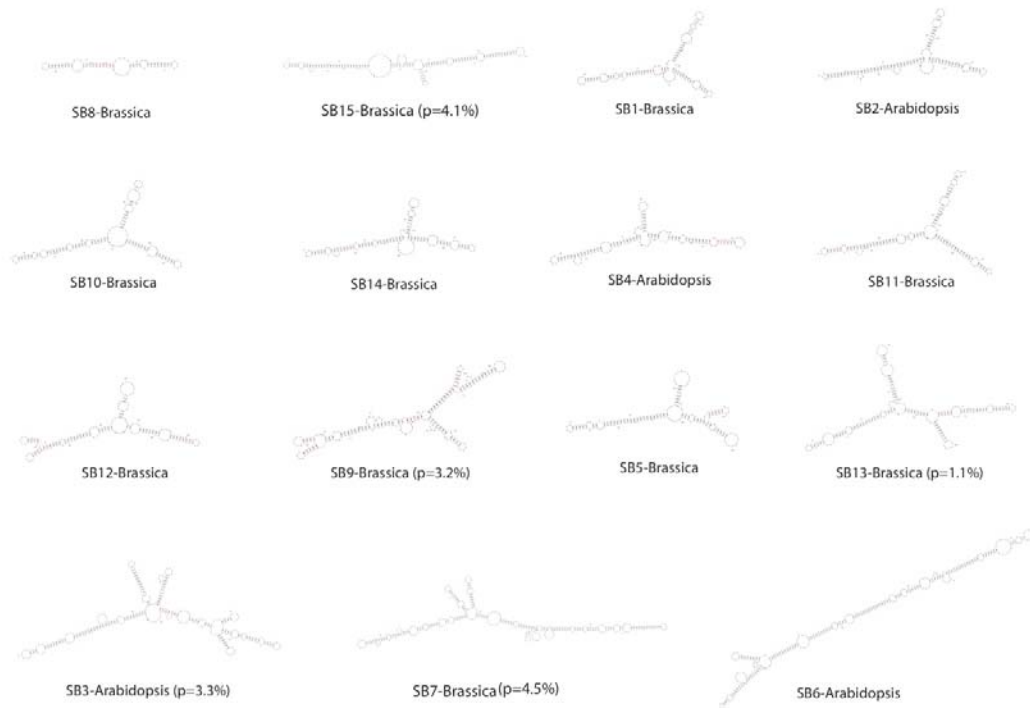 SB8-Brassica
SB15-Brassica (p=4.1%)
SB1-Brassica
SB2-Arabidopsis
SB10-Brassica
SB14-Brassica
SB4-Arabidopsis
SB11-Brassica
SB12-Brassica
SB9-Brassica (p=3.2%)
SB5-Brassica
SB13-Brassica (p=1.1%)
SB3-Arabidopsis (p=3.3%)
SB7-Brassica(p=4.5%)
SB6-Arabidopsis